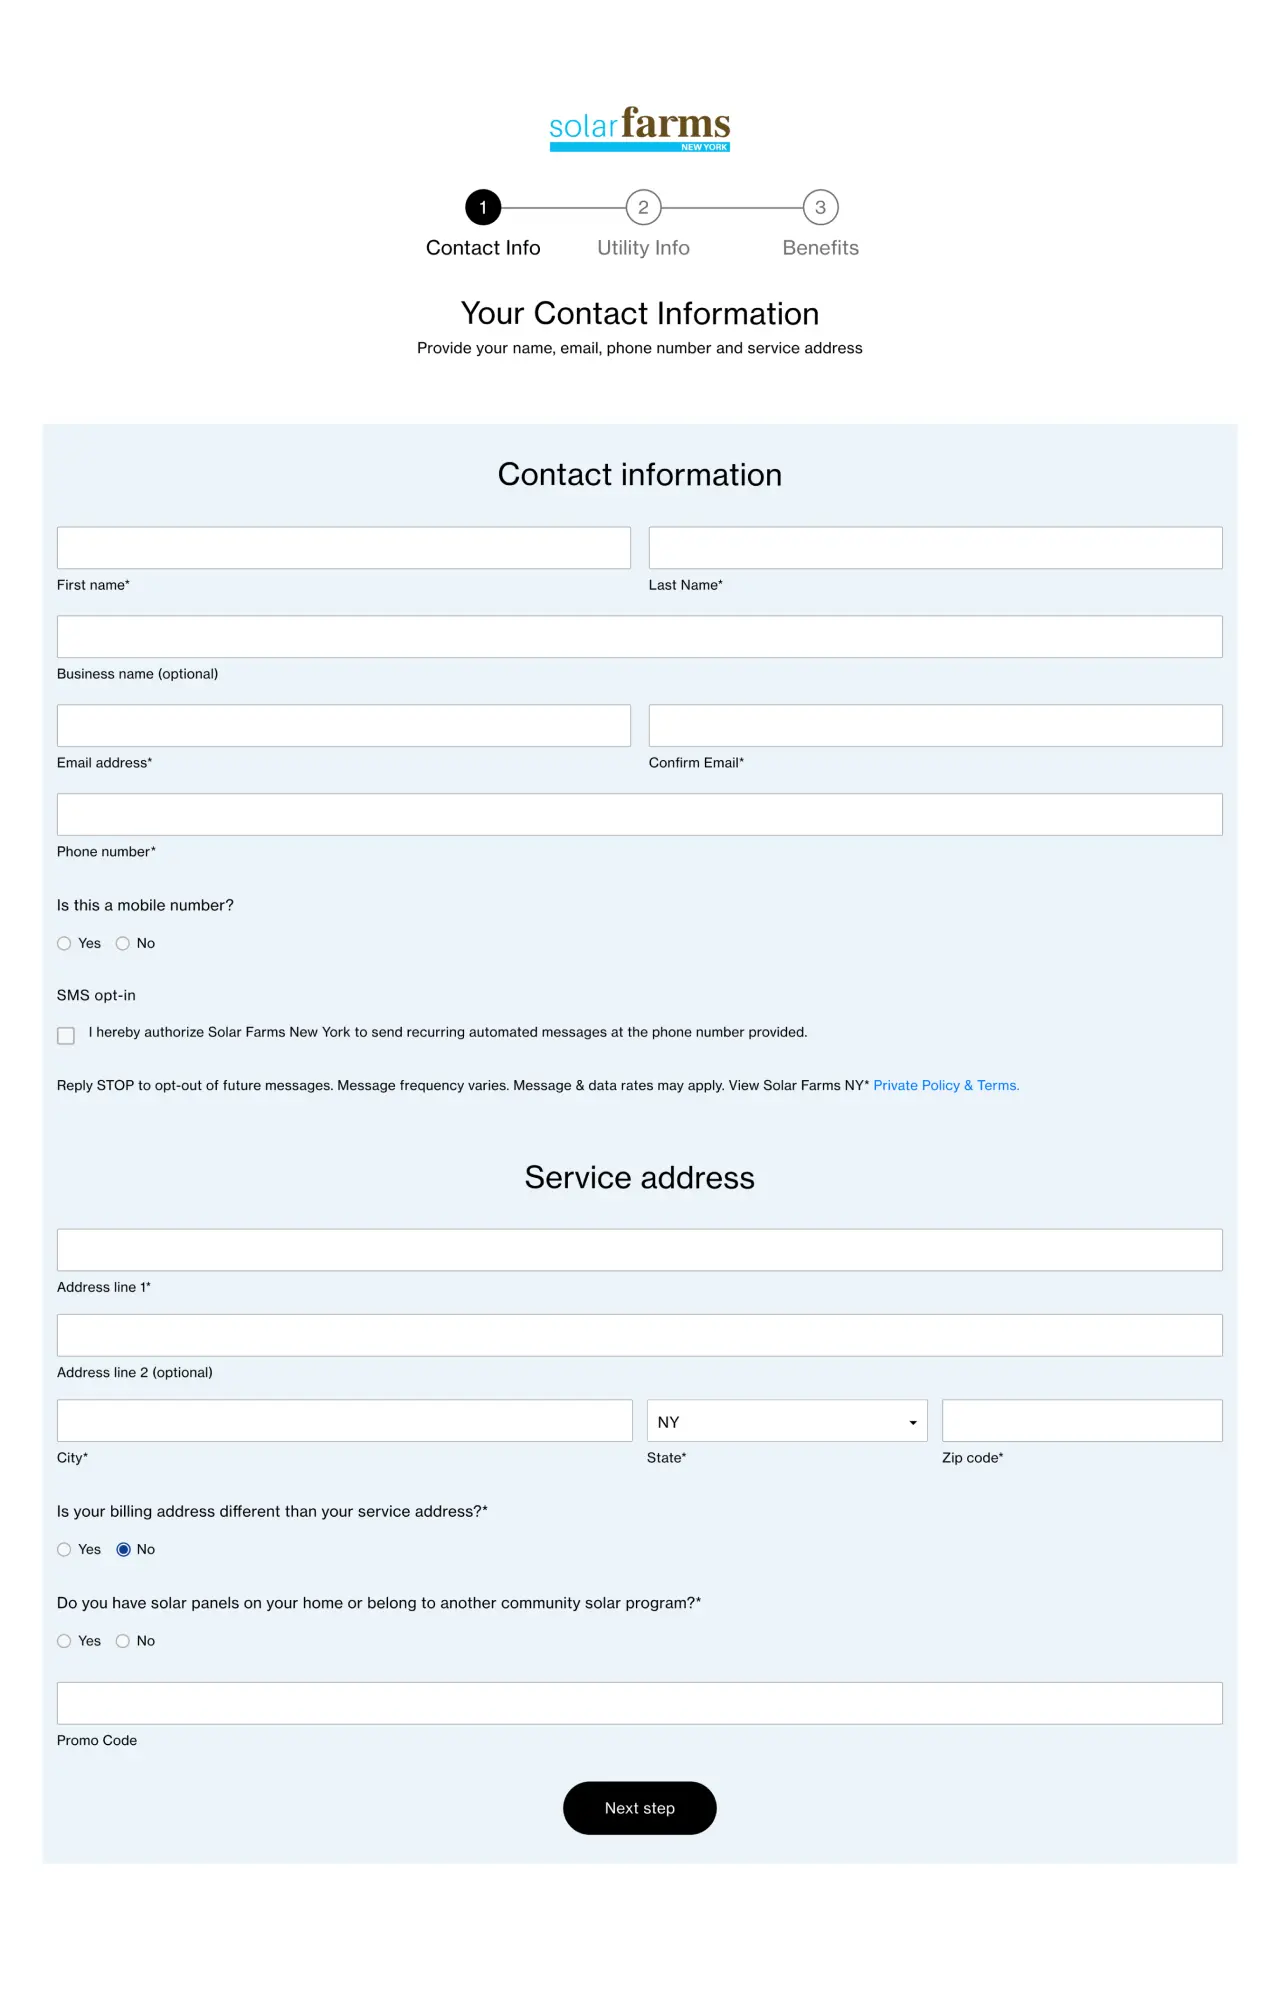 solar farms
NEW YORK
1 2 3
Contact Info Utility Info Benefits
Your Contact Information
Provide your name, email, phone number and service address
Contact information
First name* Last Name*
Business name (optional)
Email address* Confirm Email*
Phone number*
Is this a mobile number?
Yes No
SMS opt-in
I hereby authorize Solar Farms New York to send recurring automated messages at the phone number provided.
Reply STOP to opt-out of future messages. Message frequency varies. Message & data rates may apply. View Solar Farms NY* Private Policy & Terms.
Service address
Address line 1*
Address line 2 (optional)
NY
City* State* Zip code*
Is your billing address different than your service address?*
Yes No
Do you have solar panels on your home or belong to another community solar program?*
Yes No
Promo Code
Next step